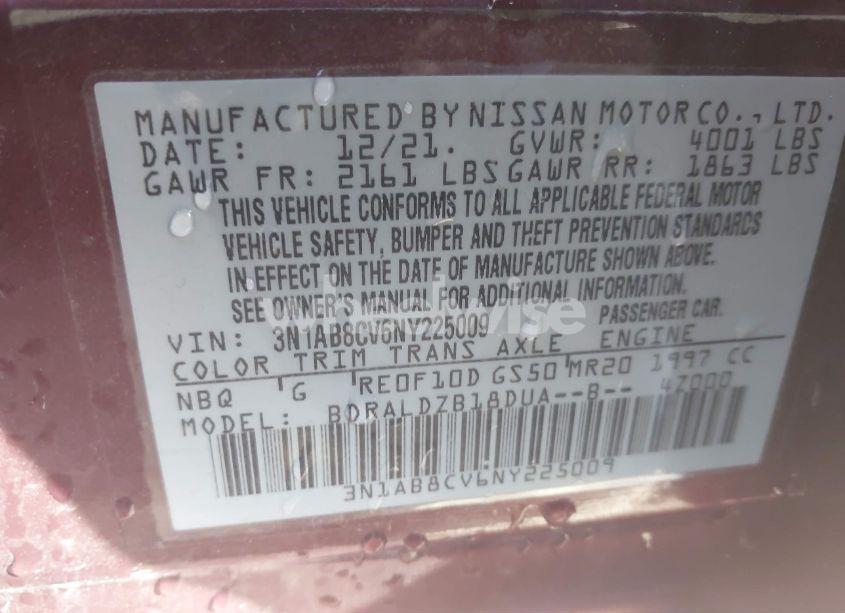 MANUFACTURED BY NISSAN MOTOR CO., LTD.
DATE: 12/21. GVWR: 4001 LBS
GAWR FR: 2161 LBS GAWR RR: 1863 LBS
THIS VEHICLE CONFORMS TO ALL APPLICABLE FEDERAL MOTOR
VEHICLE SAFETY, BUMPER AND THEFT PREVENTION STANDARDS
IN EFFECT ON THE DATE OF MANUFACTURE SHOWN ABOVE.
SEE OWNER'S MANUAL FOR ADDITIONAL INFORMATION.
VIN: 3N1AB8CV6NY225009 PASSENGER CAR.
COLOR TRIM TRANS AXLE ENGINE
NBQ G RE0F10D GS50 MR20 1997 CC
MODEL: BDRALDZB18DUA--B-- 4Z000
3N1AB8CV6NY225009